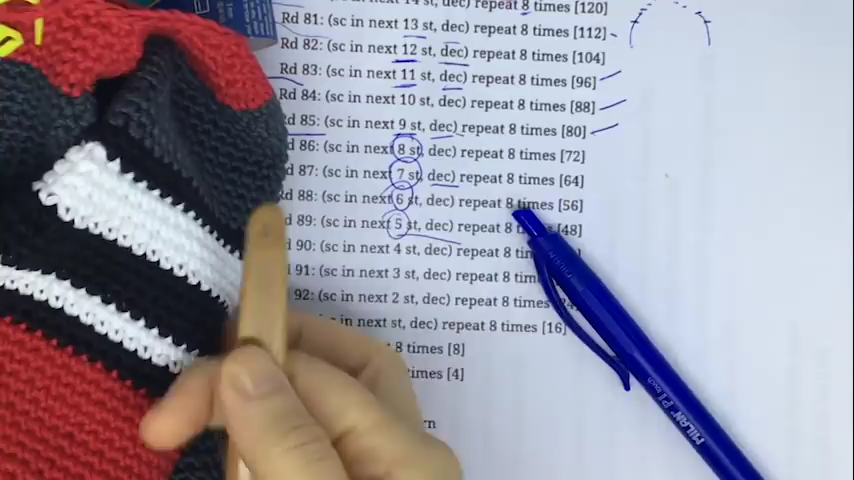 14 st, dec) repeat 8 times [120]
Rd 81: (sc in next 13 st, dec) repeat 8 times [112]
Rd 82: (sc in next 12 st, dec) repeat 8 times [104]
Rd 83: (sc in next 11 st, dec) repeat 8 times [96]
Rd 84: (sc in next 10 st, dec) repeat 8 times [88]
Rd 85: (sc in next 9 st, dec) repeat 8 times [80]
d 86: (sc in next 8 st, dec) repeat 8 times [72]
d 87: (sc in next 7 st, dec) repeat 8 times [64]
Rd 88: (sc in next 6 st, dec) repeat 8 times [56]
d 89: (sc in next 5 st, dec) repeat 8 [48]
d 90: (sc in next 4 st, dec) repeat 8
d 91: (sc in next 3 st, dec) repeat 8
92: (sc in next 2 st, dec) repeat 8 times
in next st, dec) repeat 8 times [16]
8 times [8]
times [4]
MILAN P1 touch